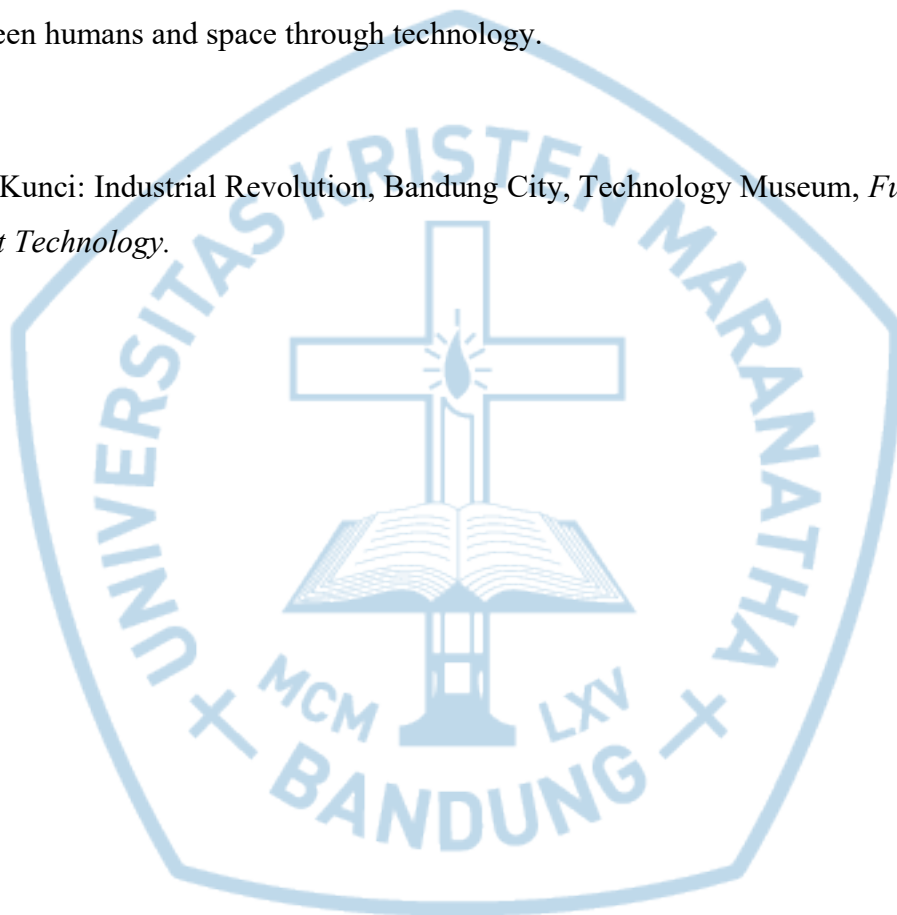 een humans and space through technology.
Kunci: Industrial Revolution, Bandung City, Technology Museum, Fu
t Technology.
UNIVERSITAS KRISTEN MARANATHA
MCM LXV
+ BANDUNG +